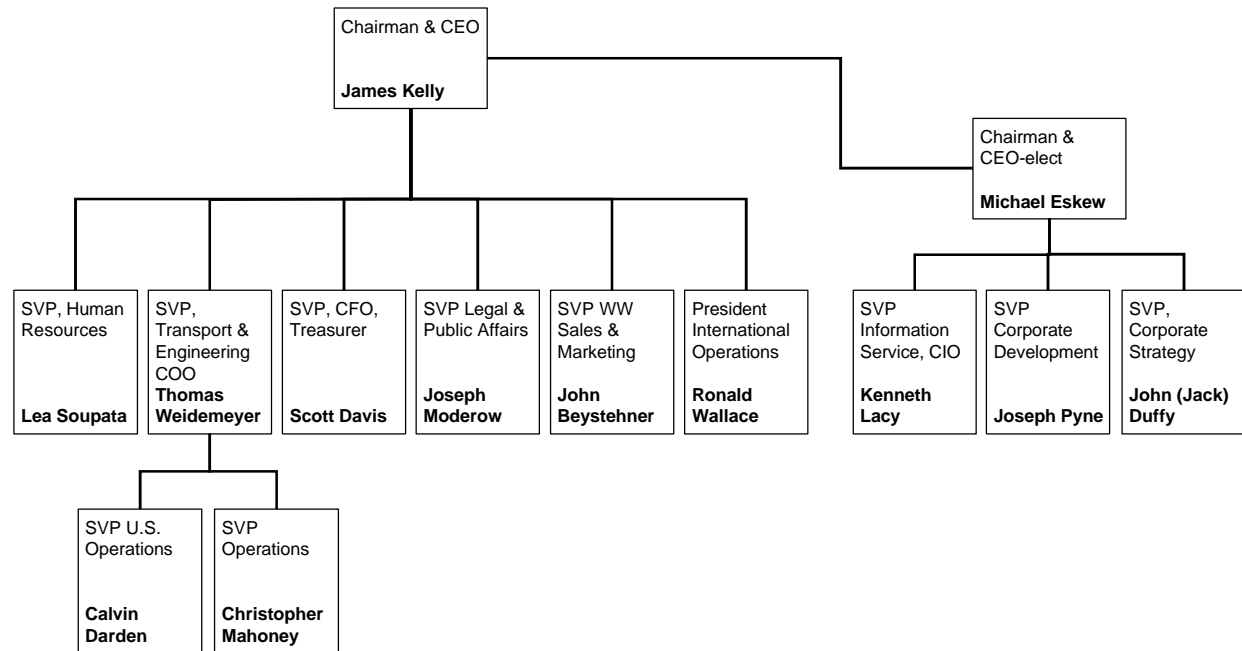 Chairman & CEO
James Kelly
Chairman &
CEO-elect
Michael Eskew
SVP, Human
Resources
Lea Soupata
SVP,
Transport &
Engineering
COO
Thomas
Weidemeyer
SVP, CFO,
Treasurer
Scott Davis
SVP Legal &
Public Affairs
Joseph
Moderow
SVP WW
Sales &
Marketing
John
Beystehner
President
International
Operations
Ronald
Wallace
SVP
Information
Service, CIO
Kenneth
Lacy
SVP
Corporate
Development
Joseph Pyne
SVP,
Corporate
Strategy
John (Jack)
Duffy
SVP U.S.
Operations
Calvin
Darden
SVP
Operations
Christopher
Mahoney